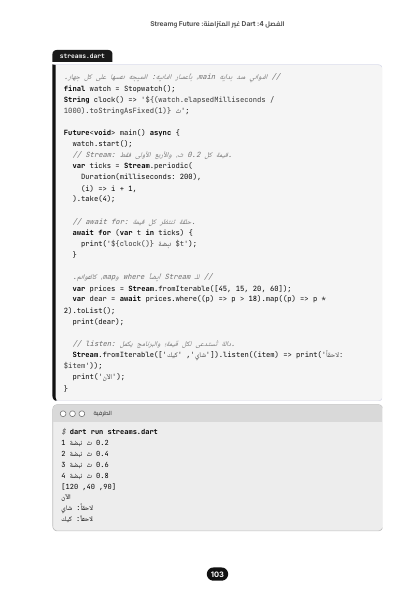 الفصل 4: Dart غير المتزامنة: Future وStream
streams.dart
// الثواني منذ بداية main، بأعشار الثانية: النتيجة نفسها على كل جهاز.
final watch = Stopwatch();
String clock() => '${(watch.elapsedMilliseconds /
1000).toStringAsFixed(1)} ث';
Future<void> main() async {
watch.start();
// Stream: قيمة كل 0.2 ث، والأربع الأولى فقط.
var ticks = Stream.periodic(
Duration(milliseconds: 200),
(i) => i + 1,
).take(4);
// await for: حلقة تنتظر كل قيمة.
await for (var t in ticks) {
print('${clock()} نبضة $t');
}
// للـ Stream أيضاً where وmap، كالقوائم.
var prices = Stream.fromIterable([45, 15, 20, 60]);
var dear = await prices.where((p) => p > 18).map((p) => p *
2).toList();
print(dear);
// listen: دالة تُستدعى لكل قيمة؛ والبرنامج يكمل.
Stream.fromIterable(['شاي', 'كيك']).listen((item) => print('لاحقاً:
$item'));
print('الآن');
}
الطرفية
$ dart run streams.dart
0.2 ث نبضة 1
0.4 ث نبضة 2
0.6 ث نبضة 3
0.8 ث نبضة 4
[90, 40, 120]
الآن
لاحقاً: شاي
لاحقاً: كيك
103